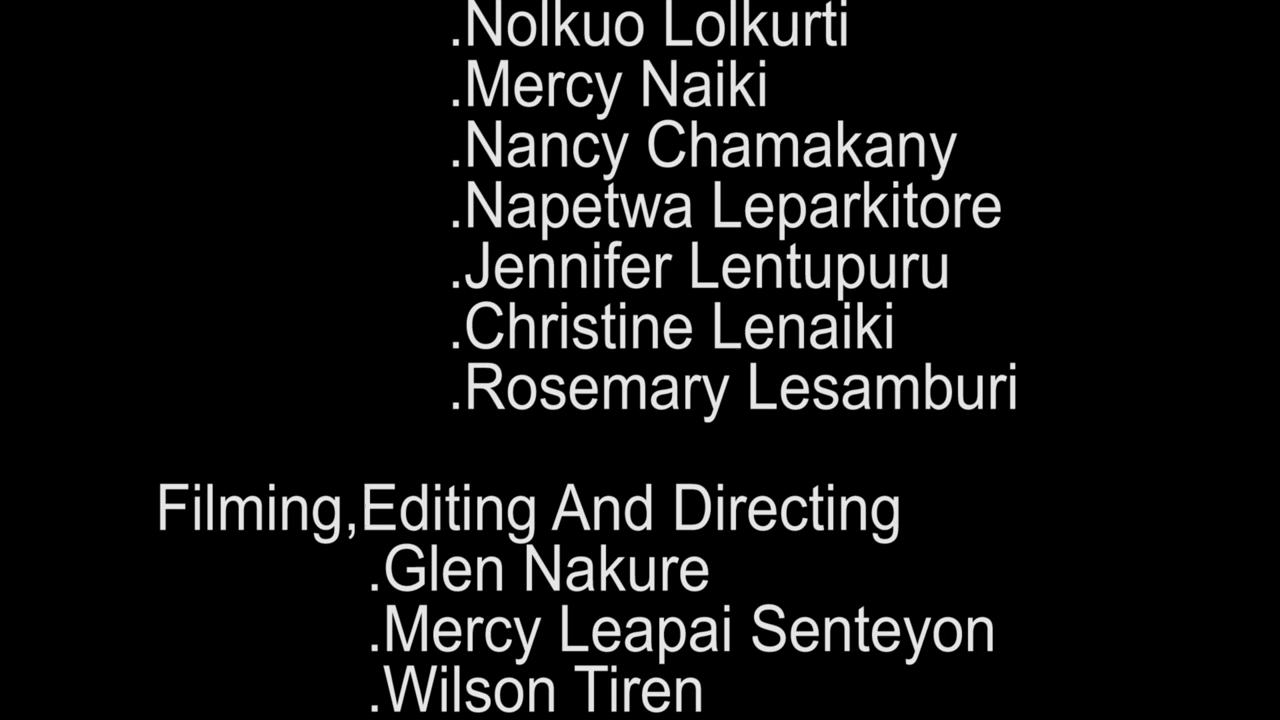 .Nolkuo Lolkurti
.Mercy Naiki
.Nancy Chamakany
.Napetwa Leparkitore
.Jennifer Lentupuru
.Christine Lenaiki
.Rosemary Lesamburi
Filming,Editing And Directing
.Glen Nakure
.Mercy Leapai Senteyon
.Wilson Tiren